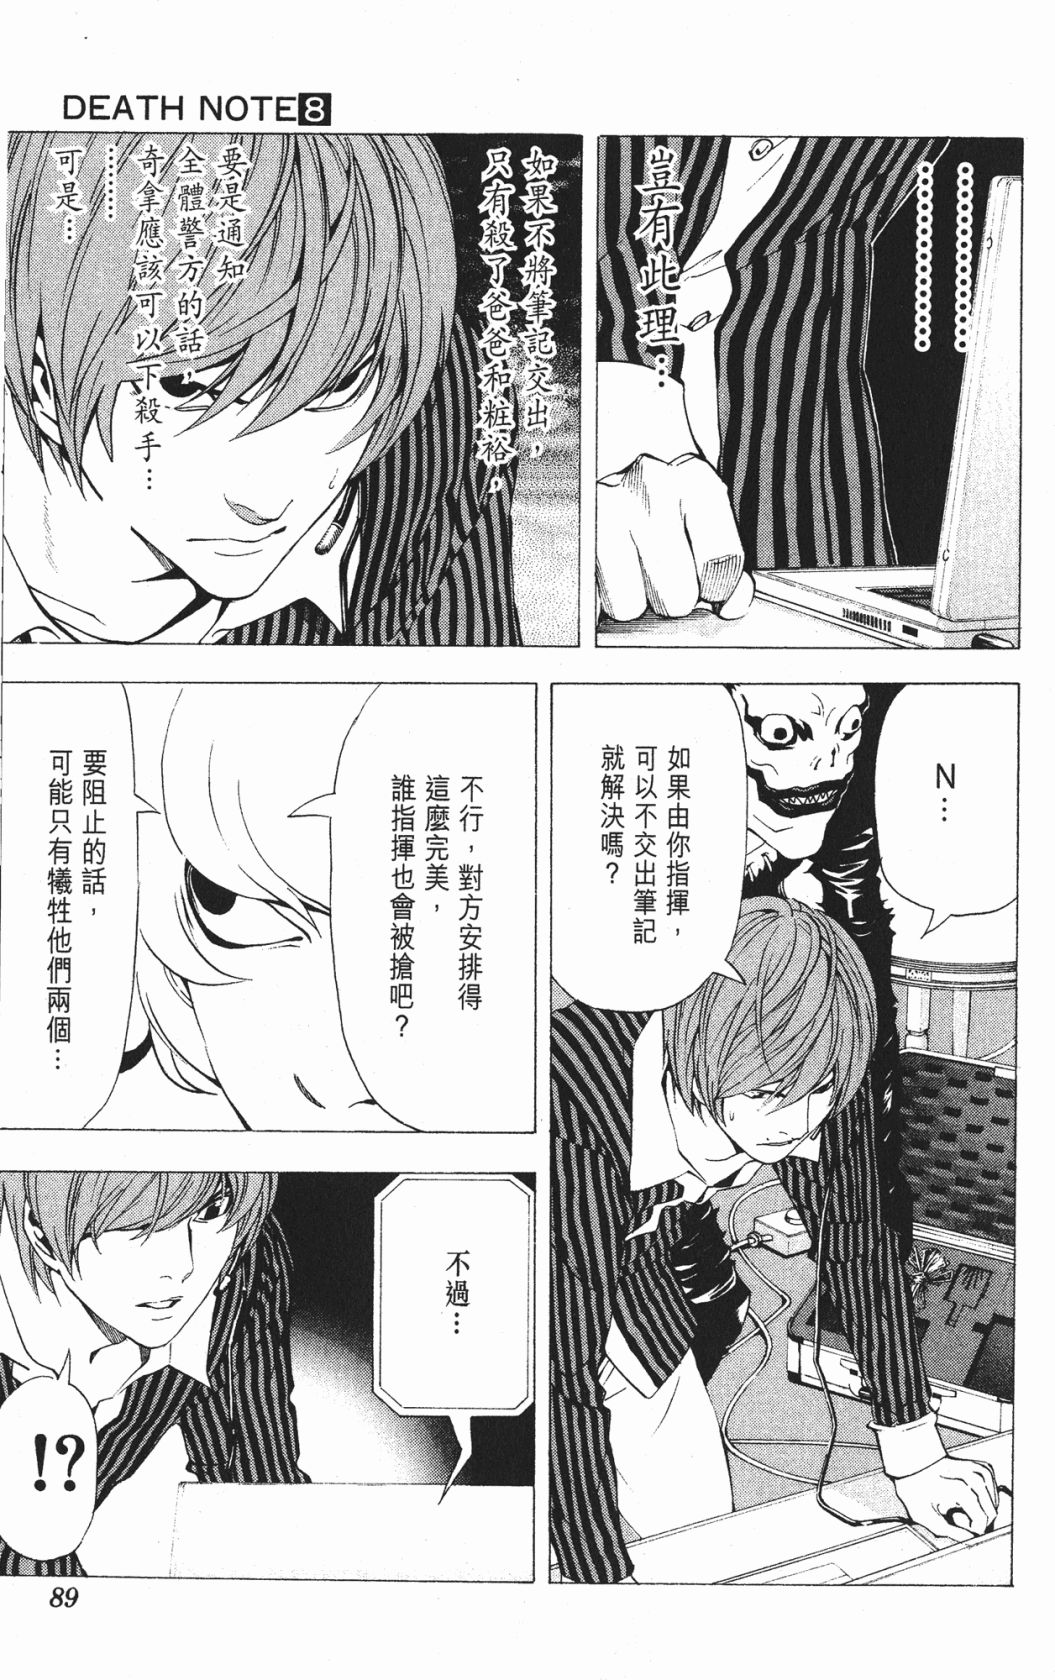 DEATH NOTE 8
………………
………………
豈有此理…
如果不將筆記交出，
只有殺了爸爸和粧裕，
要是通知
全體警方的話，
奇拿應該可以下殺手…
………
可是…
N…
如果由你指揮，
可以不交出筆記
就解決嗎？
不行，對方安排得
這麼完美，
誰指揮也會被搶吧？
要阻止的話，
可能只有犧牲他們兩個…
不過…
!?
89